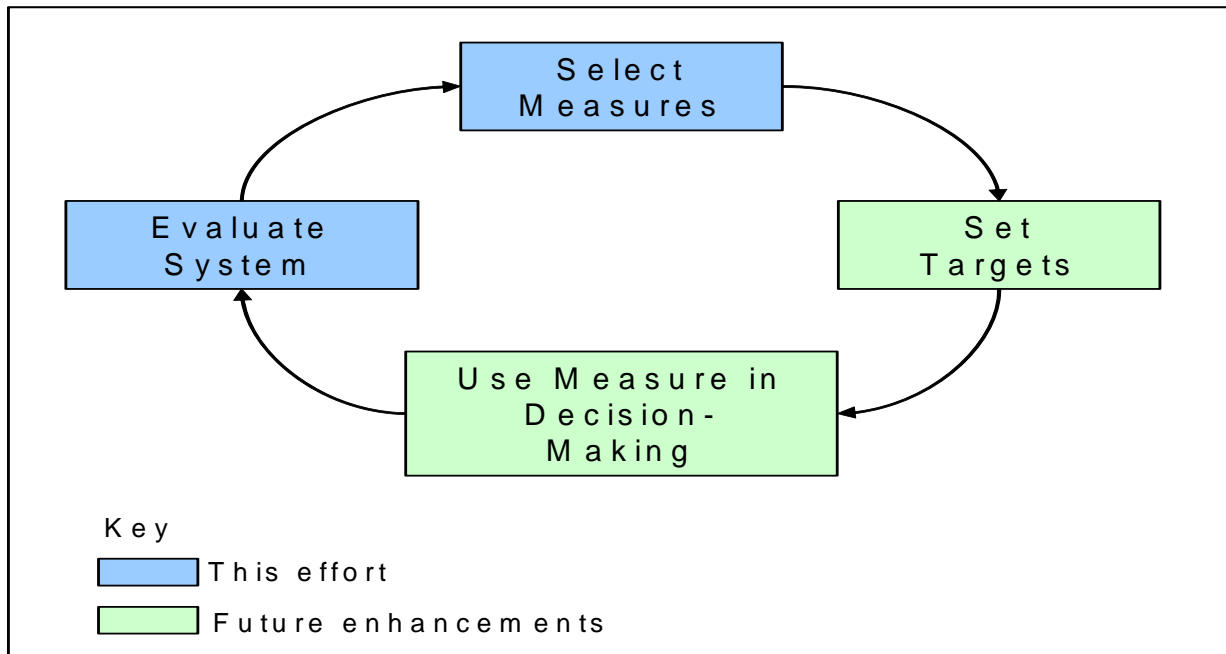 Select
Measures
Evaluate
System
Set
Targets
Use Measure in
Decision-
Making
Key
This effort
Future enhancements